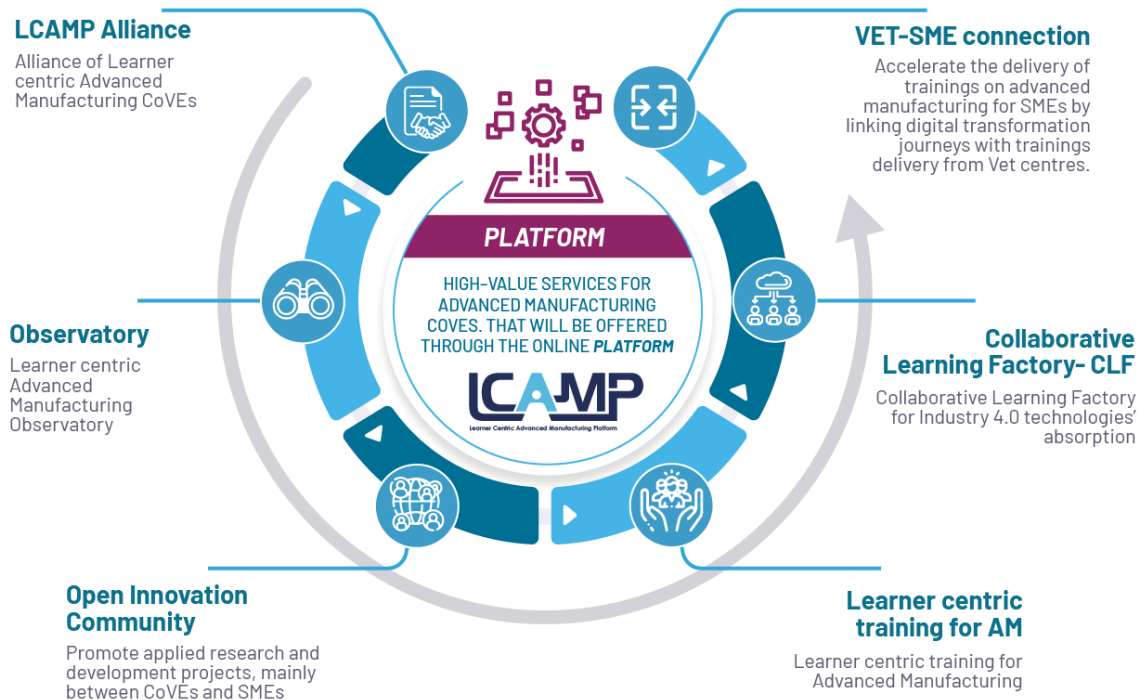 LCAMP Alliance
Alliance of Learner
centric Advanced
Manufacturing CoVEs
VET-SME connection
Accelerate the delivery of
trainings on advanced
manufacturing for SMEs by
linking digital transformation
journeys with trainings
delivery from Vet centres.
PLATFORM
HIGH-VALUE SERVICES FOR
ADVANCED MANUFACTURING
COVES. THAT WILL BE OFFERED
THROUGH THE ONLINE PLATFORM
LCAMP
Learner Centric Advanced Manufacturing Platform
Observatory
Learner centric
Advanced
Manufacturing
Observatory
Collaborative
Learning Factory- CLF
Collaborative Learning Factory
for Industry 4.0 technologies’
absorption
Open Innovation
Community
Promote applied research and
development projects, mainly
between CoVEs and SMEs
Learner centric
training for AM
Learner centric training for
Advanced Manufacturing